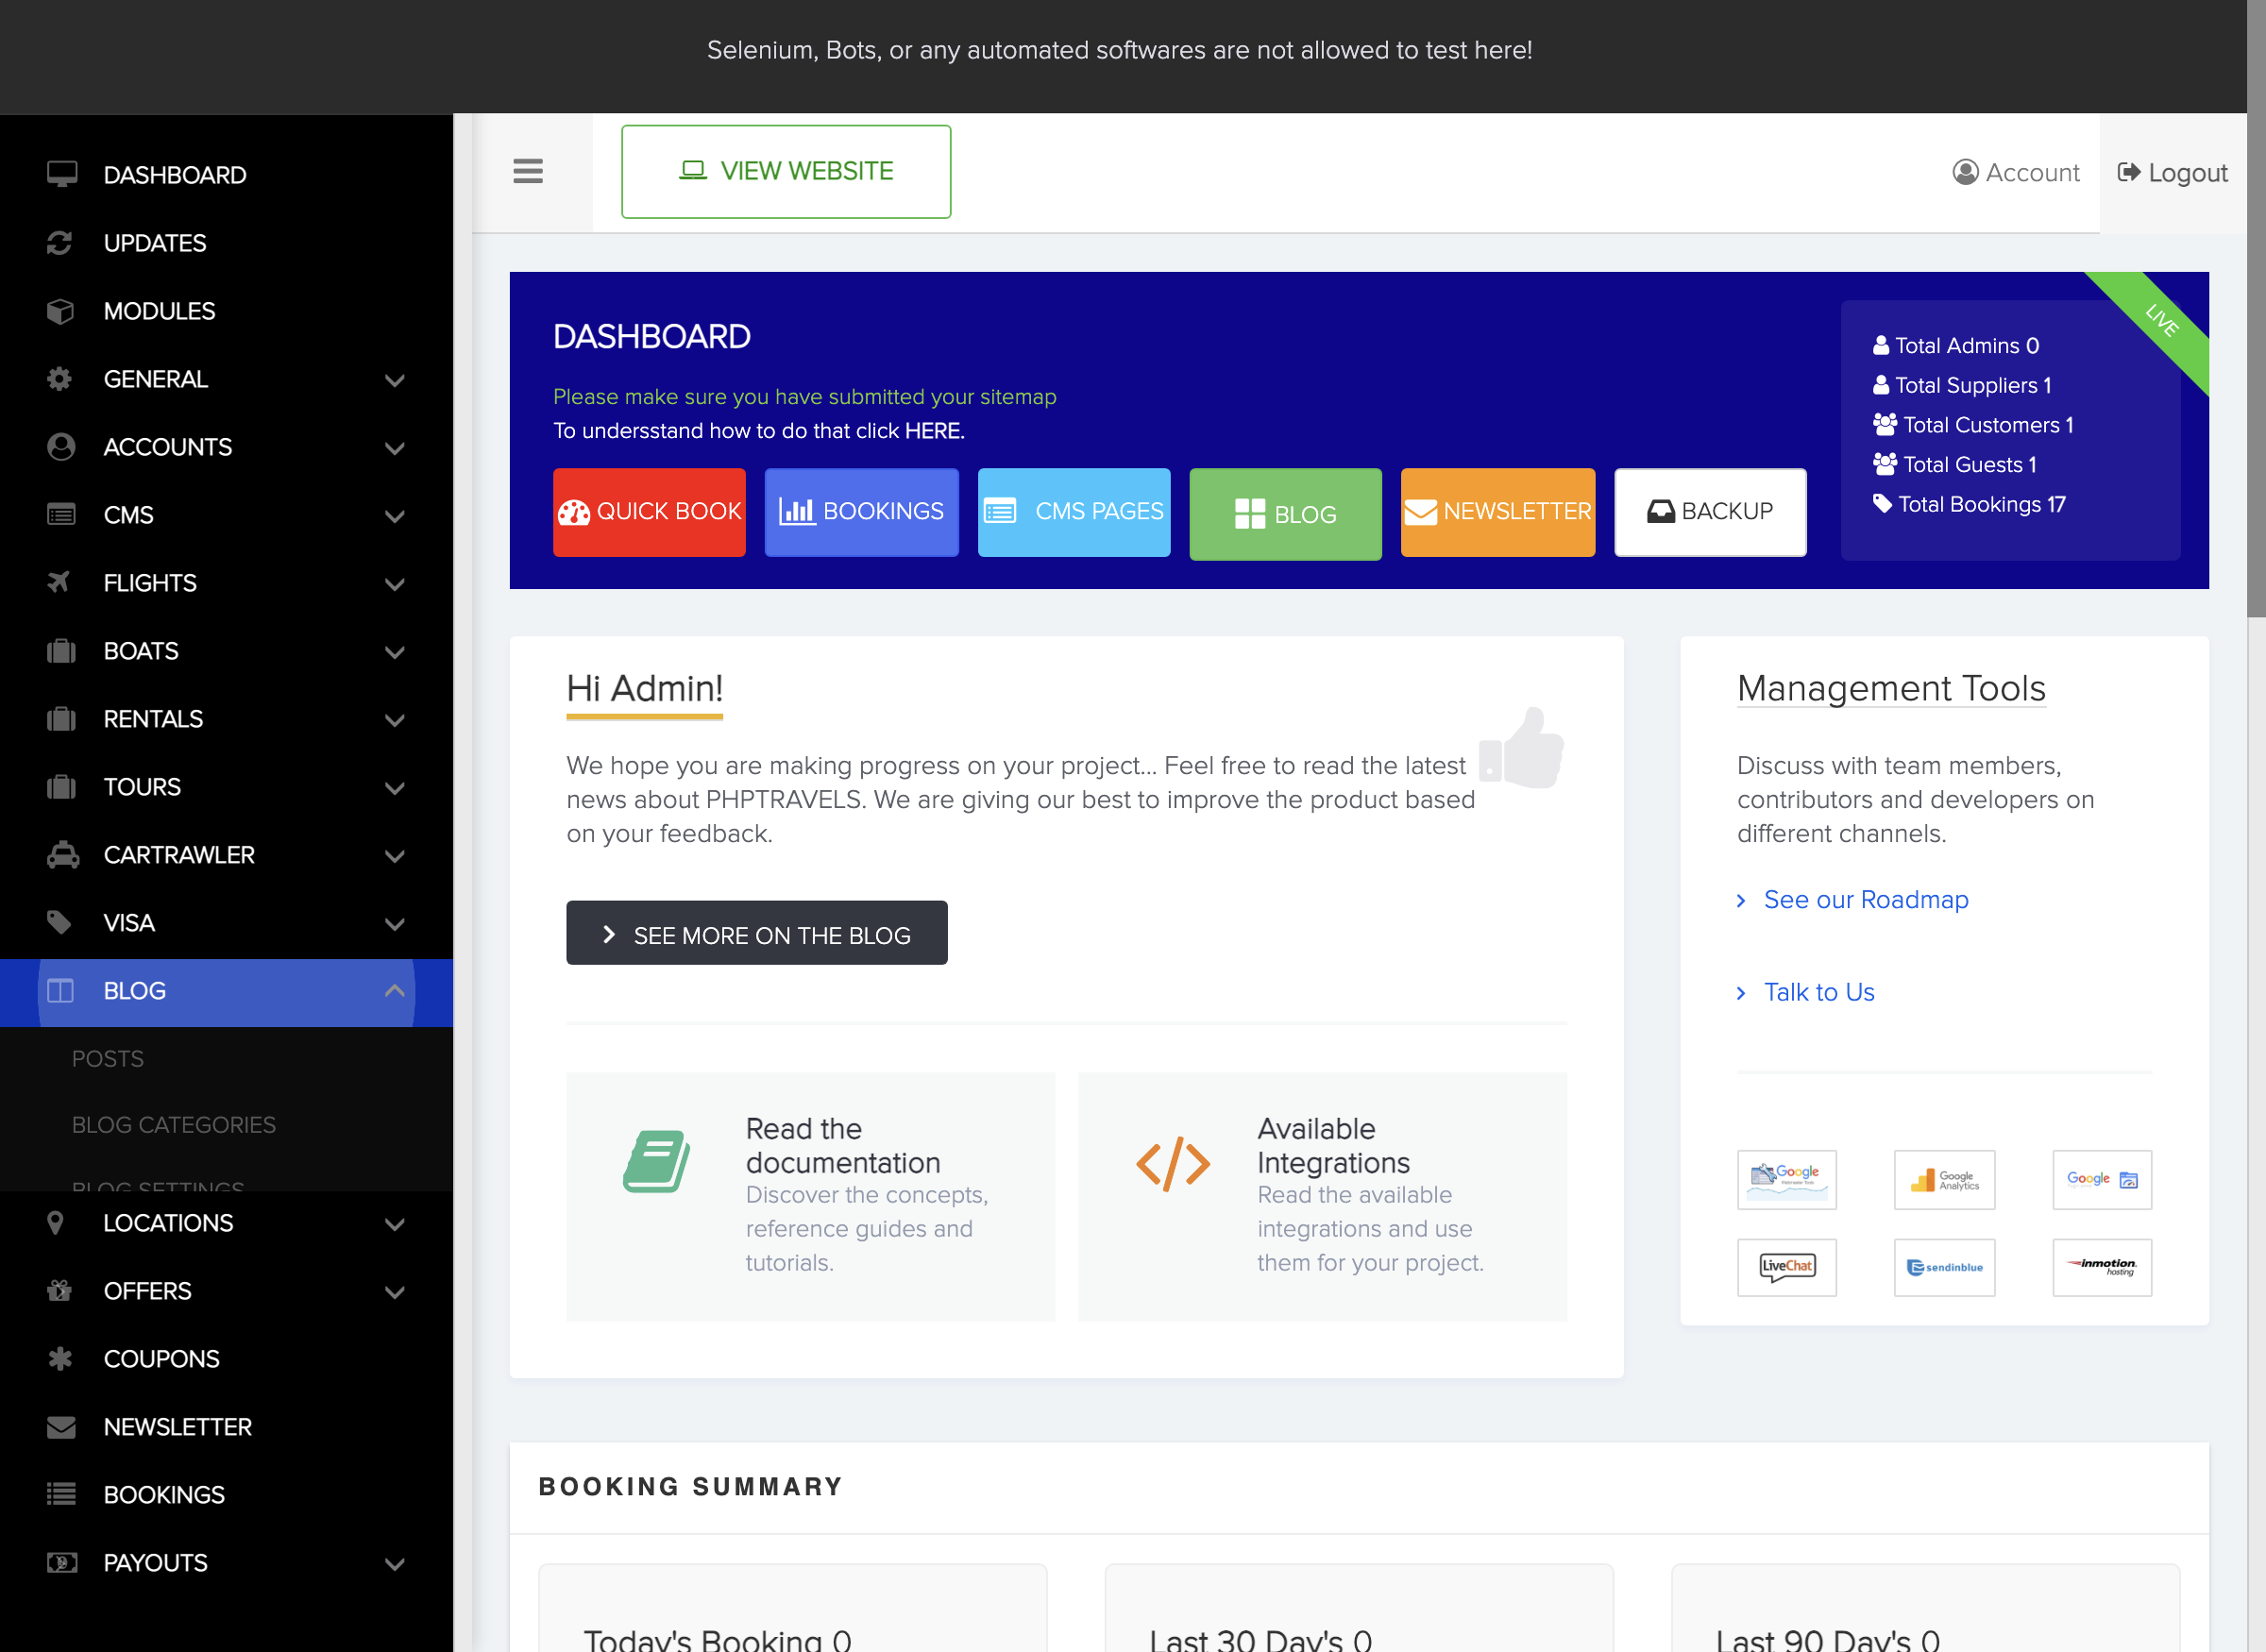 Selenium, Bots, or any automated softwares are not allowed to test here!
DASHBOARD
UPDATES
MODULES
GENERAL
ACCOUNTS
CMS
FLIGHTS
BOATS
RENTALS
TOURS
CARTRAWLER
VISA
BLOG
POSTS
BLOG CATEGORIES
BLOG SETTINGS
LOCATIONS
OFFERS
COUPONS
NEWSLETTER
BOOKINGS
PAYOUTS
VIEW WEBSITE
Account
Logout
DASHBOARD
Please make sure you have submitted your sitemap
To undersstand how to do that click HERE.
QUICK BOOK
BOOKINGS
CMS PAGES
BLOG
NEWSLETTER
BACKUP
LIVE
Total Admins 0
Total Suppliers 1
Total Customers 1
Total Guests 1
Total Bookings 17
Hi Admin!
We hope you are making progress on your project... Feel free to read the latest
news about PHPTRAVELS. We are giving our best to improve the product based
on your feedback.
SEE MORE ON THE BLOG
Read the
documentation
Discover the concepts,
reference guides and
tutorials.
Available
Integrations
Read the available
integrations and use
them for your project.
Management Tools
Discuss with team members,
contributors and developers on
different channels.
See our Roadmap
Talk to Us
Google
Google
Analytics
Google
LiveChat
sendinblue
inmotion
hosting
BOOKING SUMMARY
Today's Booking 0
Last 30 Day's 0
Last 90 Day's 0